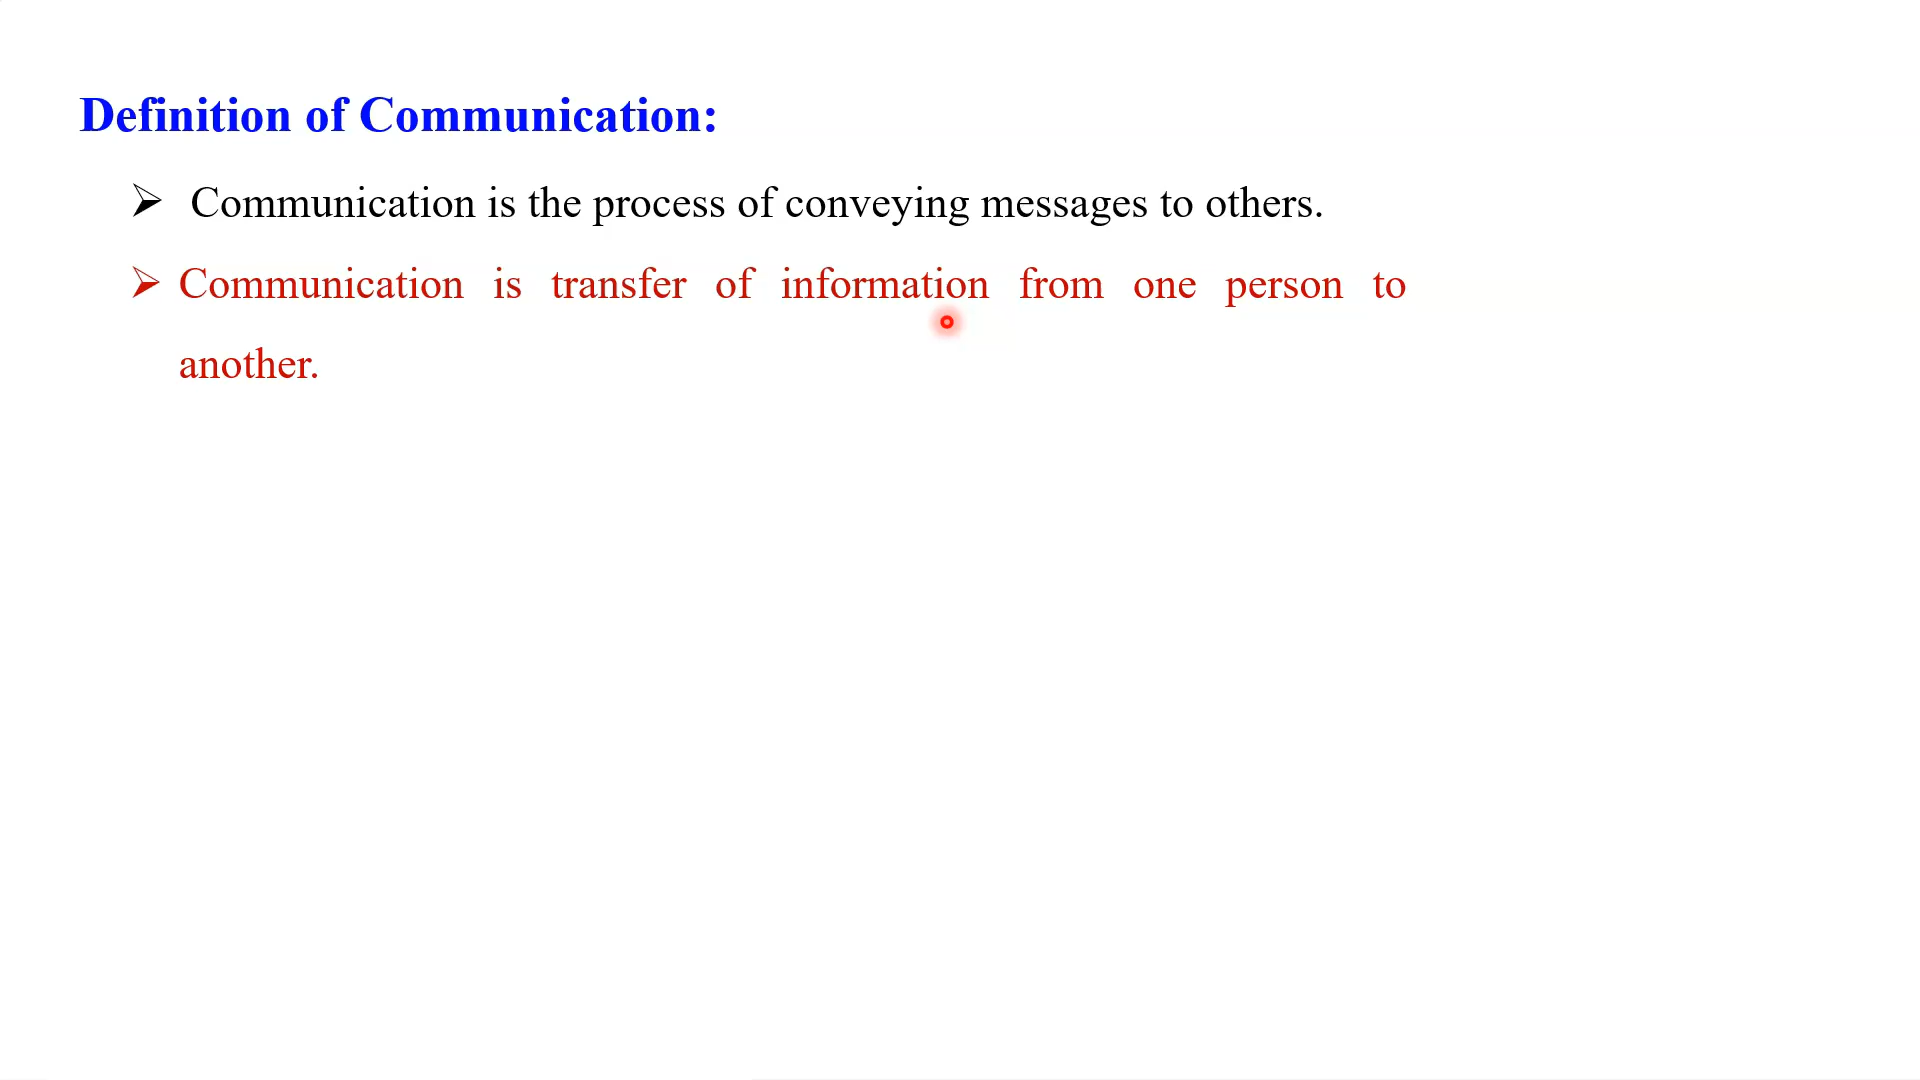 Definition of Communication:
➢ Communication is the process of conveying messages to others.
➢ Communication is transfer of information from one person to
another.